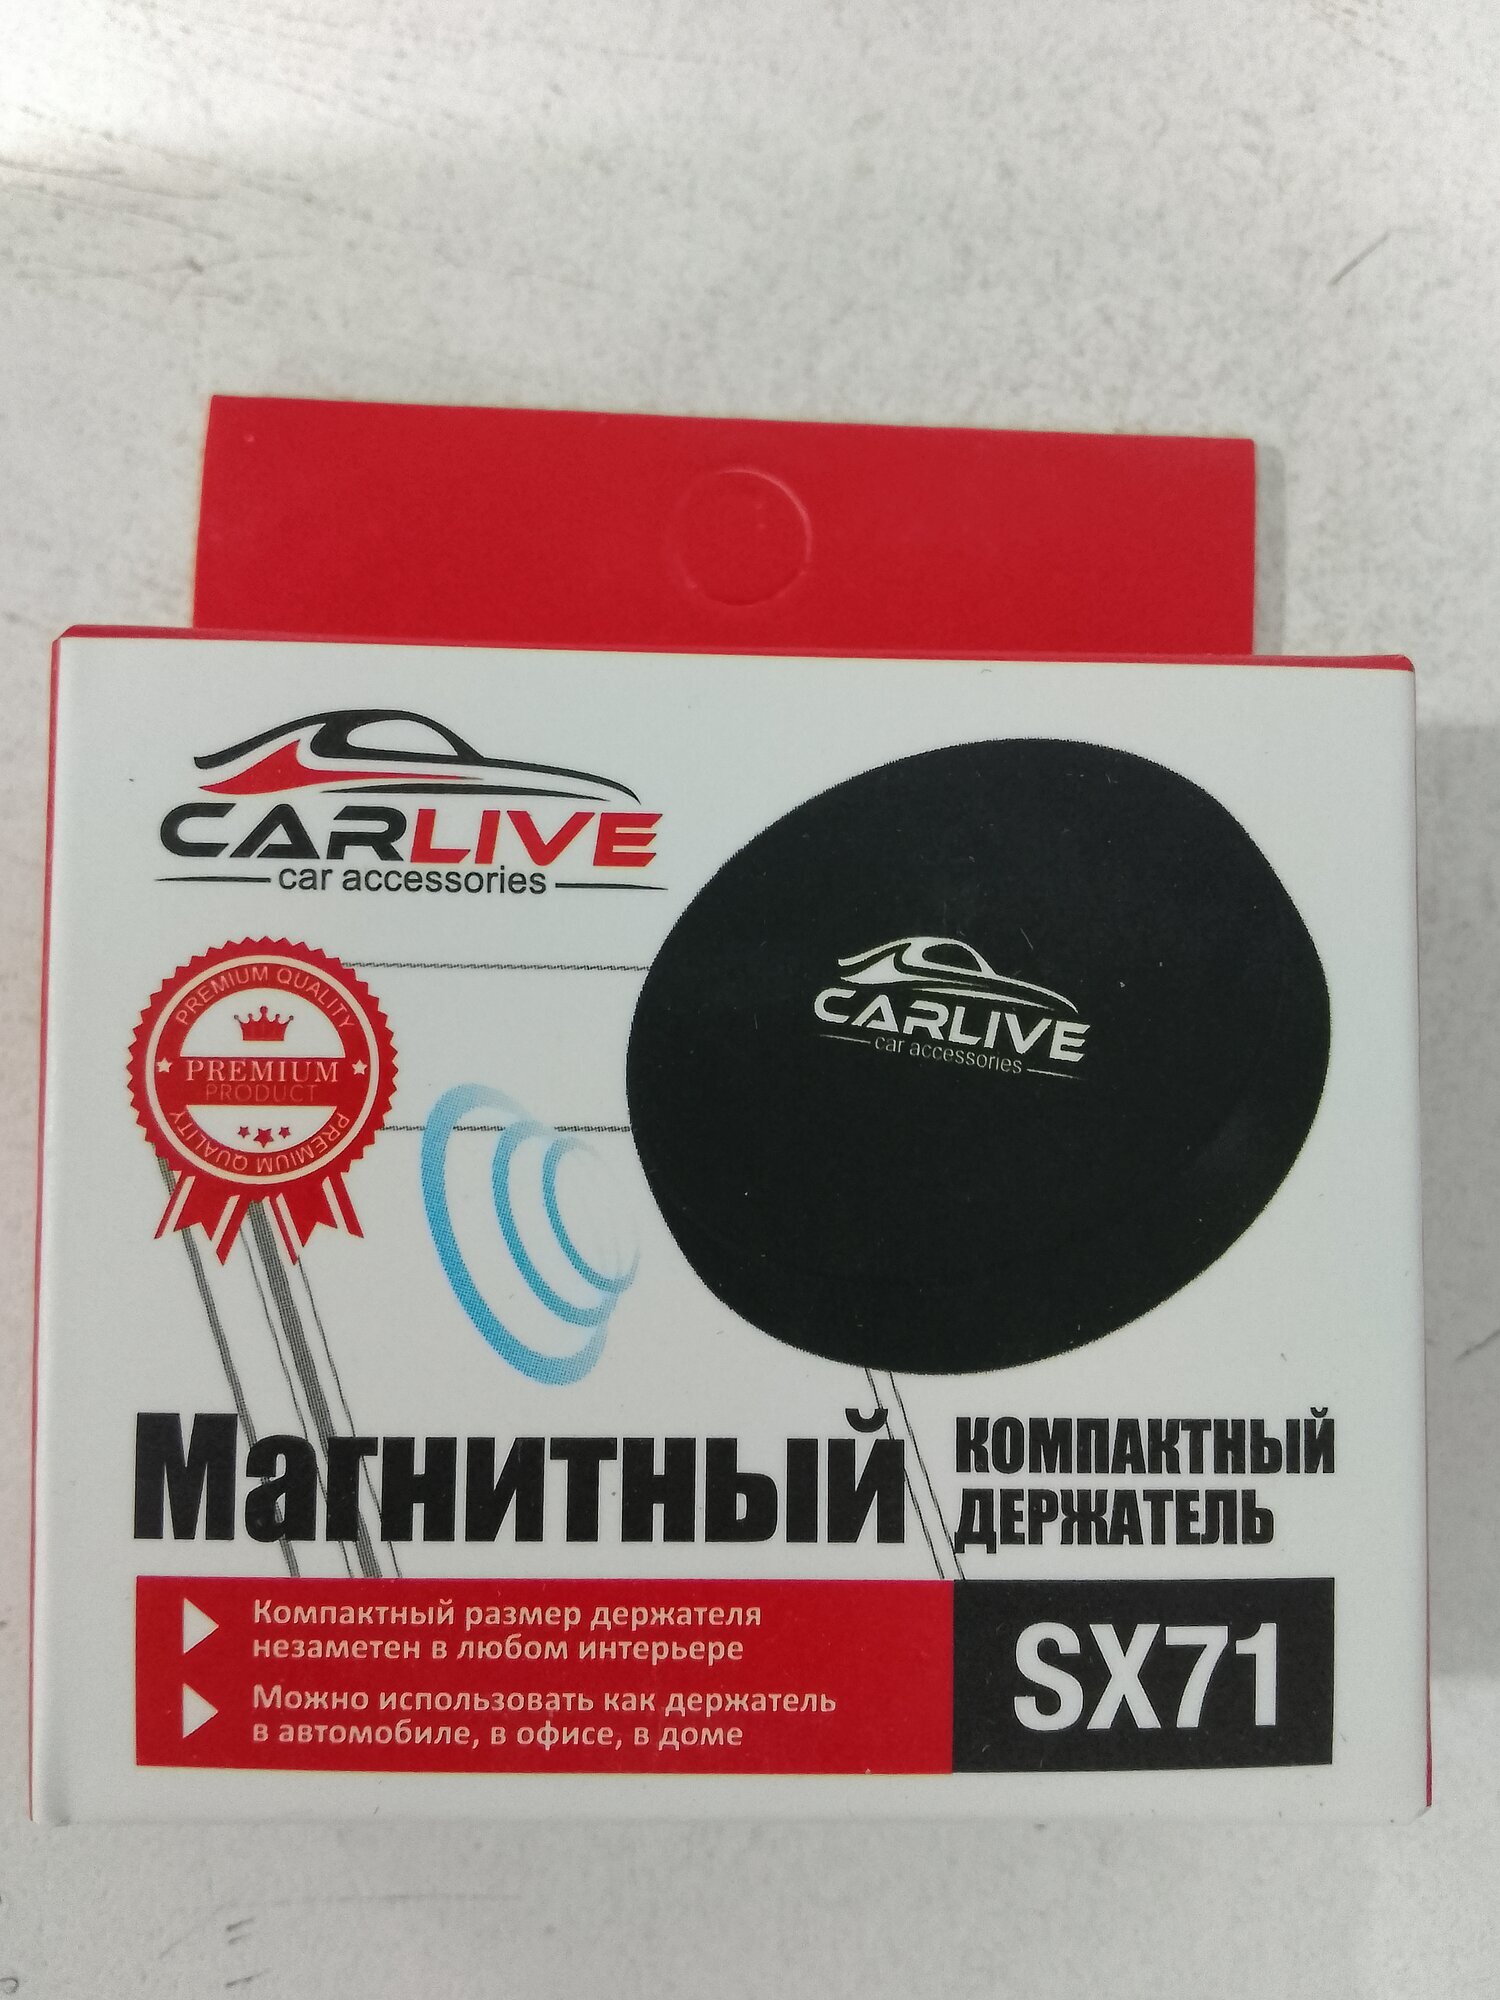 CARLIVE
car accessories
PREMIUM QUALITY
PREMIUM
PRODUCT
PREMIUM QUALITY
CARLIVE
car accessories
Магнитный
КОМПАКТНЫЙ
ДЕРЖАТЕЛЬ
Компактный размер держателя
незаметен в любом интерьере
Можно использовать как держатель
в автомобиле, в офисе, в доме
SX71